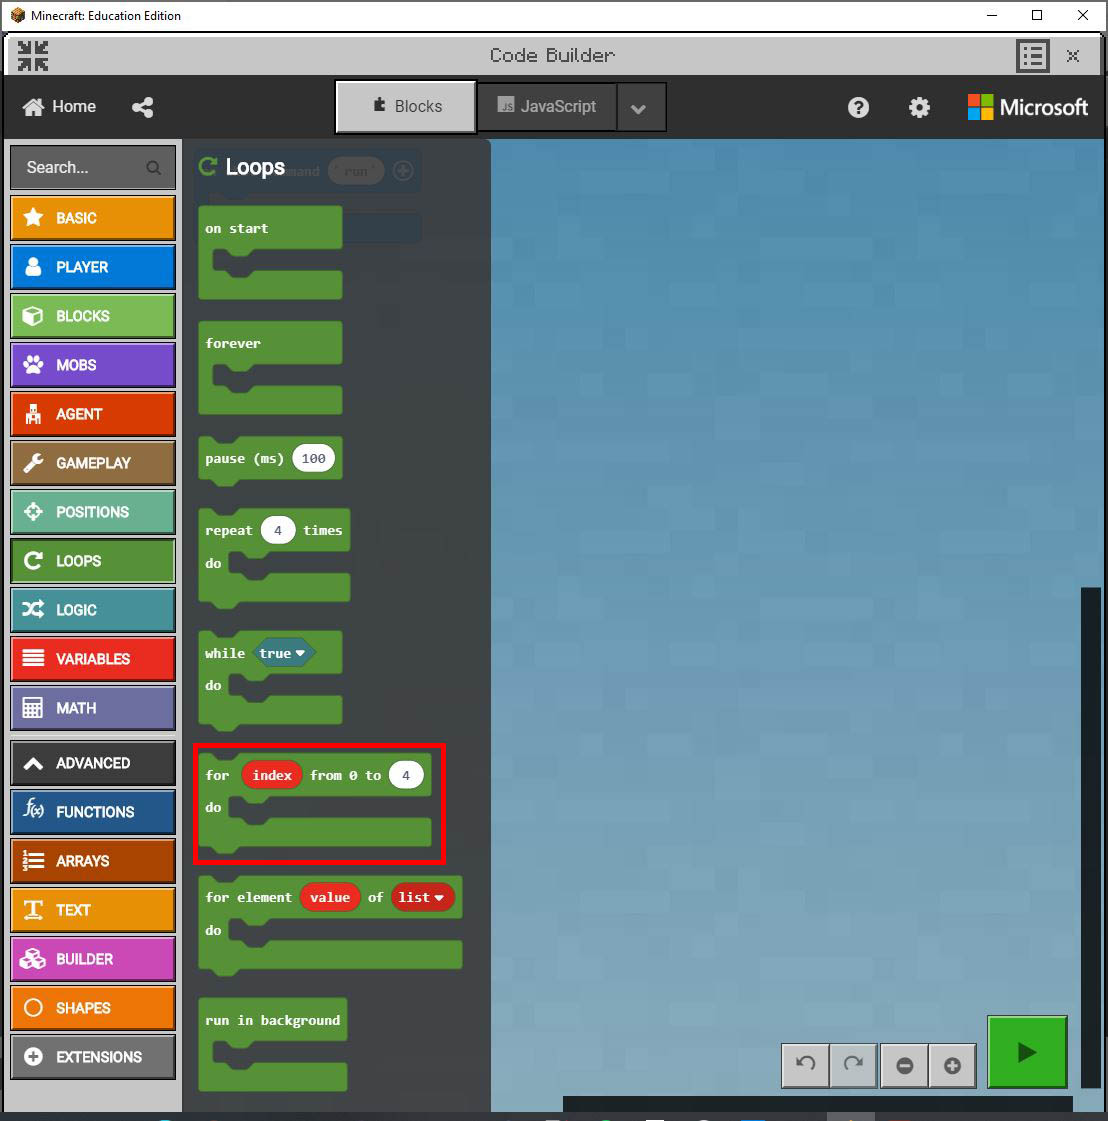 Minecraft: Education Edition
Code Builder
Home
Blocks
JS JavaScript
Microsoft
Search...
BASIC
PLAYER
BLOCKS
MOBS
AGENT
GAMEPLAY
POSITIONS
LOOPS
LOGIC
VARIABLES
MATH
ADVANCED
f(x) FUNCTIONS
ARRAYS
TEXT
BUILDER
SHAPES
EXTENSIONS
Loops
"run"
on start
forever
pause (ms) 100
repeat 4 times
do
while true
do
for index from 0 to 4
do
for element value of list
do
run in background